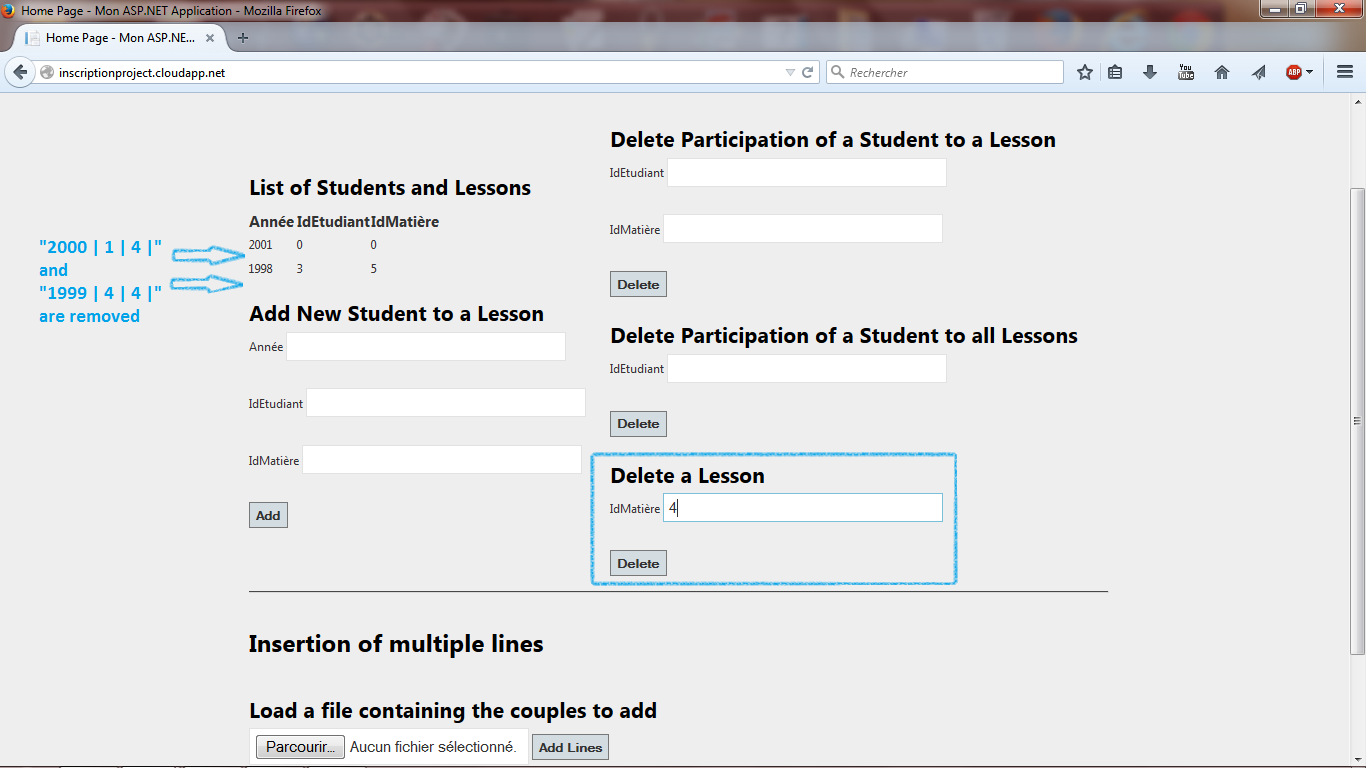 Home Page - Mon ASP.NET Application - Mozilla Firefox
Home Page - Mon ASP.NE...
inscriptionproject.cloudapp.net
Rechercher
You Tube
ABP
List of Students and Lessons
Année IdEtudiant IdMatière
2001 0 0
1998 3 5
"2000 | 1 | 4 |"
and
"1999 | 4 | 4 |"
are removed
Add New Student to a Lesson
Année
IdEtudiant
IdMatière
Add
Delete Participation of a Student to a Lesson
IdEtudiant
IdMatière
Delete
Delete Participation of a Student to all Lessons
IdEtudiant
Delete
Delete a Lesson
IdMatière 4
Delete
Insertion of multiple lines
Load a file containing the couples to add
Parcourir... Aucun fichier sélectionné. Add Lines